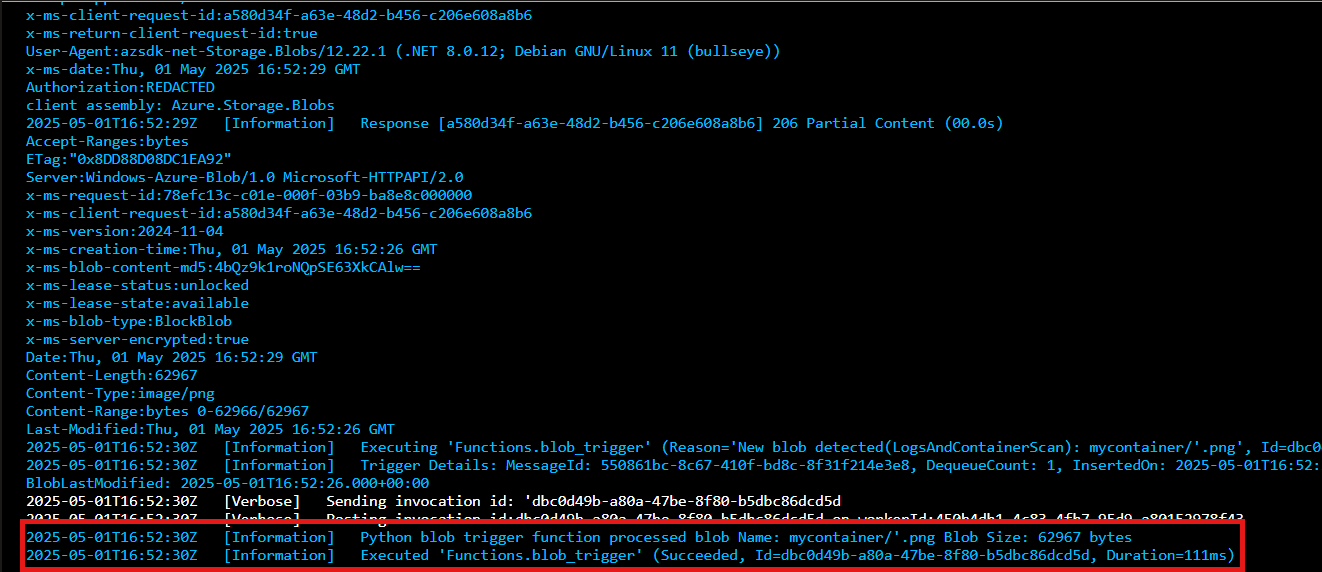 x-ms-client-request-id:a580d34f-a63e-48d2-b456-c206e608a8b6
x-ms-return-client-request-id:true
User-Agent:azsdk-net-Storage.Blobs/12.22.1 (.NET 8.0.12; Debian GNU/Linux 11 (bullseye))
x-ms-date:Thu, 01 May 2025 16:52:29 GMT
Authorization:REDACTED
client assembly: Azure.Storage.Blobs
2025-05-01T16:52:29Z [Information] Response [a580d34f-a63e-48d2-b456-c206e608a8b6] 206 Partial Content (00.0s)
Accept-Ranges:bytes
ETag:"0x8DD88D08DC1EA92"
Server:Windows-Azure-Blob/1.0 Microsoft-HTTPAPI/2.0
x-ms-request-id:78efc13c-c01e-000f-03b9-ba8e8c000000
x-ms-client-request-id:a580d34f-a63e-48d2-b456-c206e608a8b6
x-ms-version:2024-11-04
x-ms-creation-time:Thu, 01 May 2025 16:52:26 GMT
x-ms-blob-content-md5:4bQz9k1roNQpSE63XkCAlw==
x-ms-lease-status:unlocked
x-ms-lease-state:available
x-ms-blob-type:BlockBlob
x-ms-server-encrypted:true
Date:Thu, 01 May 2025 16:52:29 GMT
Content-Length:62967
Content-Type:image/png
Content-Range:bytes 0-62966/62967
Last-Modified:Thu, 01 May 2025 16:52:26 GMT
2025-05-01T16:52:30Z [Information] Executing 'Functions.blob_trigger' (Reason='New blob detected(LogsAndContainerScan): mycontainer/'.png', Id=dbc0
2025-05-01T16:52:30Z [Information] Trigger Details: MessageId: 550861bc-8c67-410f-bd8c-8f31f214e3e8, DequeueCount: 1, InsertedOn: 2025-05-01T16:52:
BlobLastModified: 2025-05-01T16:52:26.000+00:00
2025-05-01T16:52:30Z [Verbose] Sending invocation id: 'dbc0d49b-a80a-47be-8f80-b5dbc86dcd5d
2025-05-01T16:52:30Z [Verbose] Posting invocation id:dbc0d49b-a80a-47be-8f80-b5dbc86dcd5d on
2025-05-01T16:52:30Z [Information] Python blob trigger function processed blob Name: mycontainer/'.png Blob Size: 62967 bytes
2025-05-01T16:52:30Z [Information] Executed 'Functions.blob_trigger' (Succeeded, Id=dbc0d49b-a80a-47be-8f80-b5dbc86dcd5d, Duration=111ms)